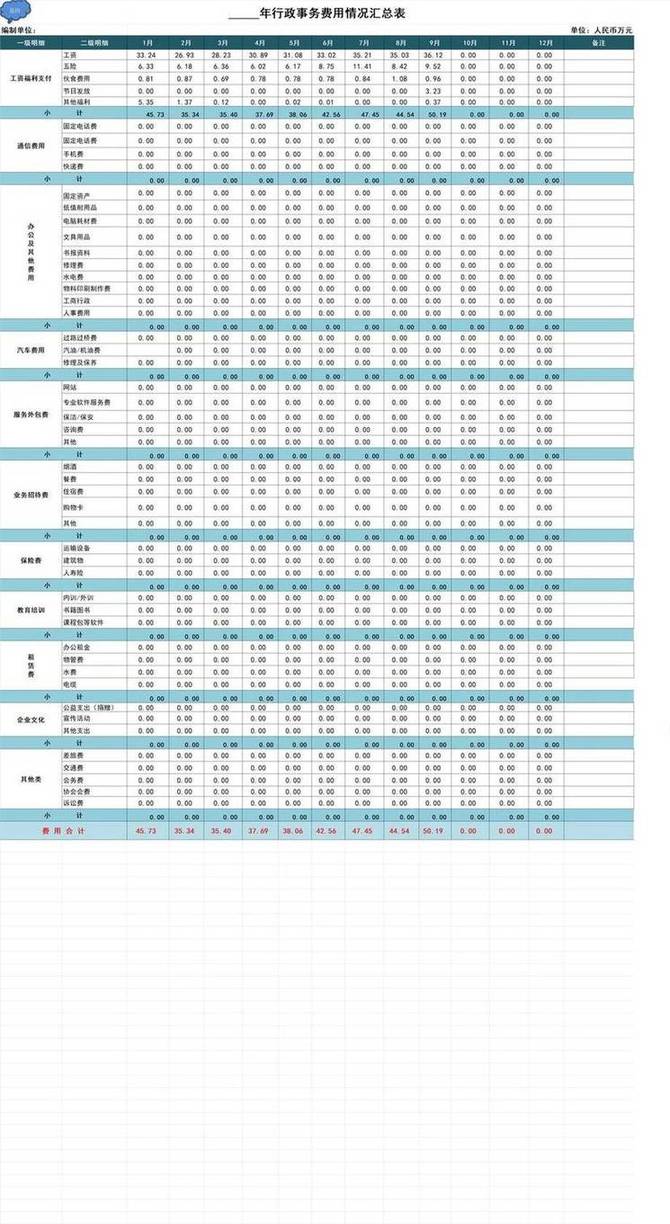 返回
_____年行政事务费用情况汇总表
编制单位： 单位：人民币万元
一级明细 二级明细 1月 2月 3月 4月 5月 6月 7月 8月 9月 10月 11月 12月 备注
工资福利支付
工资 33.24 26.93 28.23 30.89 31.08 33.02 35.21 35.03 36.12 0.00 0.00 0.00
五险 6.33 6.18 6.36 6.02 6.17 8.75 11.41 8.42 9.52 0.00 0.00 0.00
伙食费用 0.81 0.87 0.69 0.78 0.78 0.78 0.84 1.08 0.96 0.00 0.00 0.00
节日发放 0.00 0.00 0.00 0.00 0.00 0.00 0.00 0.00 3.23 0.00 0.00 0.00
其他福利 5.35 1.37 0.12 0.00 0.02 0.01 0.00 0.00 0.37 0.00 0.00 0.00
小 计 45.73 35.34 35.40 37.69 38.06 42.56 47.45 44.54 50.19 0.00 0.00 0.00
通信费用
固定电话费 0.00 0.00 0.00 0.00 0.00 0.00 0.00 0.00 0.00 0.00 0.00 0.00
固定电话费 0.00 0.00 0.00 0.00 0.00 0.00 0.00 0.00 0.00 0.00 0.00 0.00
手机费 0.00 0.00 0.00 0.00 0.00 0.00 0.00 0.00 0.00 0.00 0.00 0.00
快递费 0.00 0.00 0.00 0.00 0.00 0.00 0.00 0.00 0.00 0.00 0.00 0.00
小 计 0.00 0.00 0.00 0.00 0.00 0.00 0.00 0.00 0.00 0.00 0.00 0.00
办公及其他费用
固定资产 0.00 0.00 0.00 0.00 0.00 0.00 0.00 0.00 0.00 0.00 0.00 0.00
低值耐用品 0.00 0.00 0.00 0.00 0.00 0.00 0.00 0.00 0.00 0.00 0.00 0.00
电脑耗材费 0.00 0.00 0.00 0.00 0.00 0.00 0.00 0.00 0.00 0.00 0.00 0.00
文具用品 0.00 0.00 0.00 0.00 0.00 0.00 0.00 0.00 0.00 0.00 0.00 0.00
书报资料 0.00 0.00 0.00 0.00 0.00 0.00 0.00 0.00 0.00 0.00 0.00 0.00
修理费 0.00 0.00 0.00 0.00 0.00 0.00 0.00 0.00 0.00 0.00 0.00 0.00
水电费 0.00 0.00 0.00 0.00 0.00 0.00 0.00 0.00 0.00 0.00 0.00 0.00
物料印刷制作费 0.00 0.00 0.00 0.00 0.00 0.00 0.00 0.00 0.00 0.00 0.00 0.00
工商行政 0.00 0.00 0.00 0.00 0.00 0.00 0.00 0.00 0.00 0.00 0.00 0.00
人事费用 0.00 0.00 0.00 0.00 0.00 0.00 0.00 0.00 0.00 0.00 0.00 0.00
小 计 0.00 0.00 0.00 0.00 0.00 0.00 0.00 0.00 0.00 0.00 0.00 0.00
汽车费用
过路过桥费 0.00 0.00 0.00 0.00 0.00 0.00 0.00 0.00 0.00 0.00 0.00 0.00
汽油/机油费 0.00 0.00 0.00 0.00 0.00 0.00 0.00 0.00 0.00 0.00 0.00
修理及保养 0.00 0.00 0.00 0.00 0.00 0.00 0.00 0.00 0.00 0.00 0.00 0.00
小 计 0.00 0.00 0.00 0.00 0.00 0.00 0.00 0.00 0.00 0.00 0.00 0.00
服务外包费
网站 0.00 0.00 0.00 0.00 0.00 0.00 0.00 0.00 0.00 0.00 0.00 0.00
专业软件服务费 0.00 0.00 0.00 0.00 0.00 0.00 0.00 0.00 0.00 0.00 0.00 0.00
保洁/保安 0.00 0.00 0.00 0.00 0.00 0.00 0.00 0.00 0.00 0.00 0.00 0.00
咨询费 0.00 0.00 0.00 0.00 0.00 0.00 0.00 0.00 0.00 0.00 0.00 0.00
其他 0.00 0.00 0.00 0.00 0.00 0.00 0.00 0.00 0.00 0.00 0.00 0.00
小 计 0.00 0.00 0.00 0.00 0.00 0.00 0.00 0.00 0.00 0.00 0.00 0.00
业务招待费
烟酒 0.00 0.00 0.00 0.00 0.00 0.00 0.00 0.00 0.00 0.00 0.00 0.00
餐费 0.00 0.00 0.00 0.00 0.00 0.00 0.00 0.00 0.00 0.00 0.00 0.00
住宿费 0.00 0.00 0.00 0.00 0.00 0.00 0.00 0.00 0.00 0.00 0.00 0.00
购物卡 0.00 0.00 0.00 0.00 0.00 0.00 0.00 0.00 0.00 0.00 0.00 0.00
其他 0.00 0.00 0.00 0.00 0.00 0.00 0.00 0.00 0.00 0.00 0.00 0.00
小 计 0.00 0.00 0.00 0.00 0.00 0.00 0.00 0.00 0.00 0.00 0.00 0.00
保险费
运输设备 0.00 0.00 0.00 0.00 0.00 0.00 0.00 0.00 0.00 0.00 0.00 0.00
建筑物 0.00 0.00 0.00 0.00 0.00 0.00 0.00 0.00 0.00 0.00 0.00 0.00
人寿险 0.00 0.00 0.00 0.00 0.00 0.00 0.00 0.00 0.00 0.00 0.00 0.00
小 计 0.00 0.00 0.00 0.00 0.00 0.00 0.00 0.00 0.00 0.00 0.00 0.00
教育培训
内训/外训 0.00 0.00 0.00 0.00 0.00 0.00 0.00 0.00 0.00 0.00 0.00 0.00
书籍图书 0.00 0.00 0.00 0.00 0.00 0.00 0.00 0.00 0.00 0.00 0.00 0.00
课程包等软件 0.00 0.00 0.00 0.00 0.00 0.00 0.00 0.00 0.00 0.00 0.00 0.00
小 计 0.00 0.00 0.00 0.00 0.00 0.00 0.00 0.00 0.00 0.00 0.00 0.00
租赁费
办公租金 0.00 0.00 0.00 0.00 0.00 0.00 0.00 0.00 0.00 0.00 0.00 0.00
物管费 0.00 0.00 0.00 0.00 0.00 0.00 0.00 0.00 0.00 0.00 0.00 0.00
水费 0.00 0.00 0.00 0.00 0.00 0.00 0.00 0.00 0.00 0.00 0.00 0.00
电缆 0.00 0.00 0.00 0.00 0.00 0.00 0.00 0.00 0.00 0.00 0.00 0.00
小 计 0.00 0.00 0.00 0.00 0.00 0.00 0.00 0.00 0.00 0.00 0.00 0.00
企业文化
公益支出（捐赠） 0.00 0.00 0.00 0.00 0.00 0.00 0.00 0.00 0.00 0.00 0.00 0.00
宣传活动 0.00 0.00 0.00 0.00 0.00 0.00 0.00 0.00 0.00 0.00 0.00 0.00
其他支出 0.00 0.00 0.00 0.00 0.00 0.00 0.00 0.00 0.00 0.00 0.00 0.00
小 计 0.00 0.00 0.00 0.00 0.00 0.00 0.00 0.00 0.00 0.00 0.00 0.00
其他类
差旅费 0.00 0.00 0.00 0.00 0.00 0.00 0.00 0.00 0.00 0.00 0.00 0.00
交通费 0.00 0.00 0.00 0.00 0.00 0.00 0.00 0.00 0.00 0.00 0.00 0.00
公务费 0.00 0.00 0.00 0.00 0.00 0.00 0.00 0.00 0.00 0.00 0.00 0.00
协会会费 0.00 0.00 0.00 0.00 0.00 0.00 0.00 0.00 0.00 0.00 0.00 0.00
诉讼费 0.00 0.00 0.00 0.00 0.00 0.00 0.00 0.00 0.00 0.00 0.00 0.00
小 计 0.00 0.00 0.00 0.00 0.00 0.00 0.00 0.00 0.00 0.00 0.00 0.00
费 用 合 计 45.73 35.34 35.40 37.69 38.06 42.56 47.45 44.54 50.19 0.00 0.00 0.00